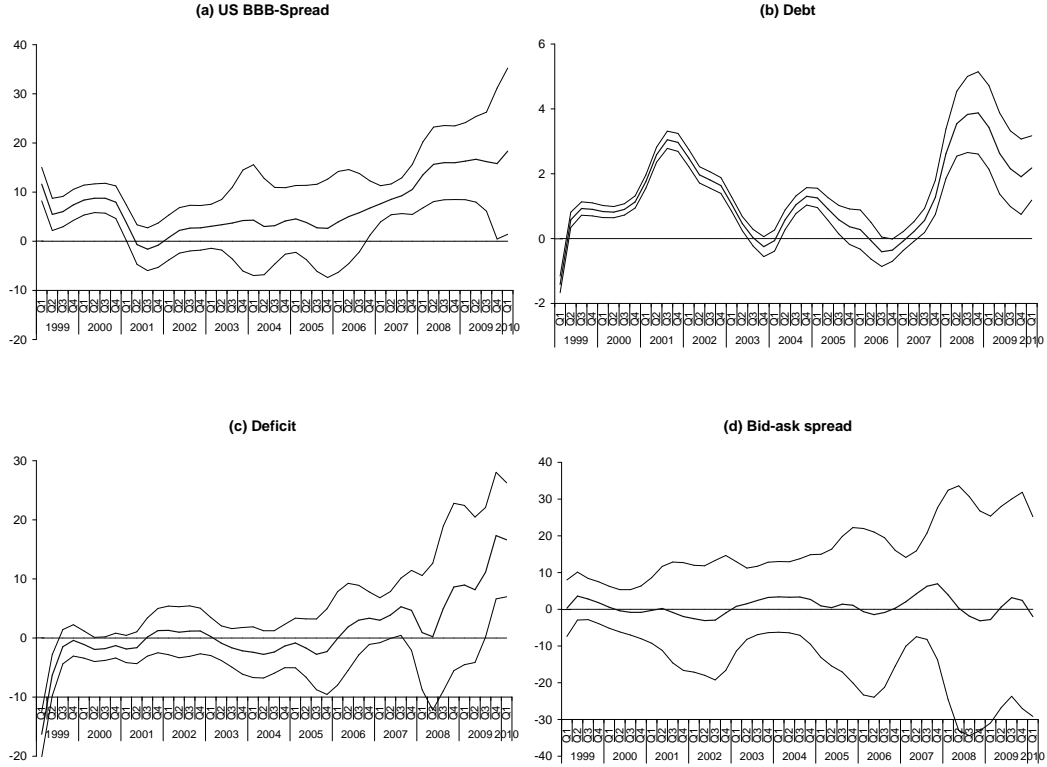 (a) US BBB-Spread
40
30
20
10
0
-10
-20
Q1 Q2 Q3 Q4 Q1 Q2 Q3 Q4 Q1 Q2 Q3 Q4 Q1 Q2 Q3 Q4 Q1 Q2 Q3 Q4 Q1 Q2 Q3 Q4 Q1 Q2 Q3 Q4 Q1 Q2 Q3 Q4 Q1 Q2 Q3 Q4 Q1 Q2 Q3 Q4 Q1 Q2 Q3 Q4 Q1
1999 2000 2001 2002 2003 2004 2005 2006 2007 2008 2009 2010
(b) Debt
6
4
2
0
-2
Q1 Q2 Q3 Q4 Q1 Q2 Q3 Q4 Q1 Q2 Q3 Q4 Q1 Q2 Q3 Q4 Q1 Q2 Q3 Q4 Q1 Q2 Q3 Q4 Q1 Q2 Q3 Q4 Q1 Q2 Q3 Q4 Q1 Q2 Q3 Q4 Q1 Q2 Q3 Q4 Q1 Q2 Q3 Q4 Q1
1999 2000 2001 2002 2003 2004 2005 2006 2007 2008 2009 2010
(c) Deficit
30
20
10
0
-10
-20
Q1 Q2 Q3 Q4 Q1 Q2 Q3 Q4 Q1 Q2 Q3 Q4 Q1 Q2 Q3 Q4 Q1 Q2 Q3 Q4 Q1 Q2 Q3 Q4 Q1 Q2 Q3 Q4 Q1 Q2 Q3 Q4 Q1 Q2 Q3 Q4 Q1 Q2 Q3 Q4 Q1 Q2 Q3 Q4 Q1
1999 2000 2001 2002 2003 2004 2005 2006 2007 2008 2009 2010
(d) Bid-ask spread
40
30
20
10
0
-10
-20
-30
-40
Q1 Q2 Q3 Q4 Q1 Q2 Q3 Q4 Q1 Q2 Q3 Q4 Q1 Q2 Q3 Q4 Q1 Q2 Q3 Q4 Q1 Q2 Q3 Q4 Q1 Q2 Q3 Q4 Q1 Q2 Q3 Q4 Q1 Q2 Q3 Q4 Q1 Q2 Q3 Q4 Q1 Q2 Q3 Q4 Q1
1999 2000 2001 2002 2003 2004 2005 2006 2007 2008 2009 2010